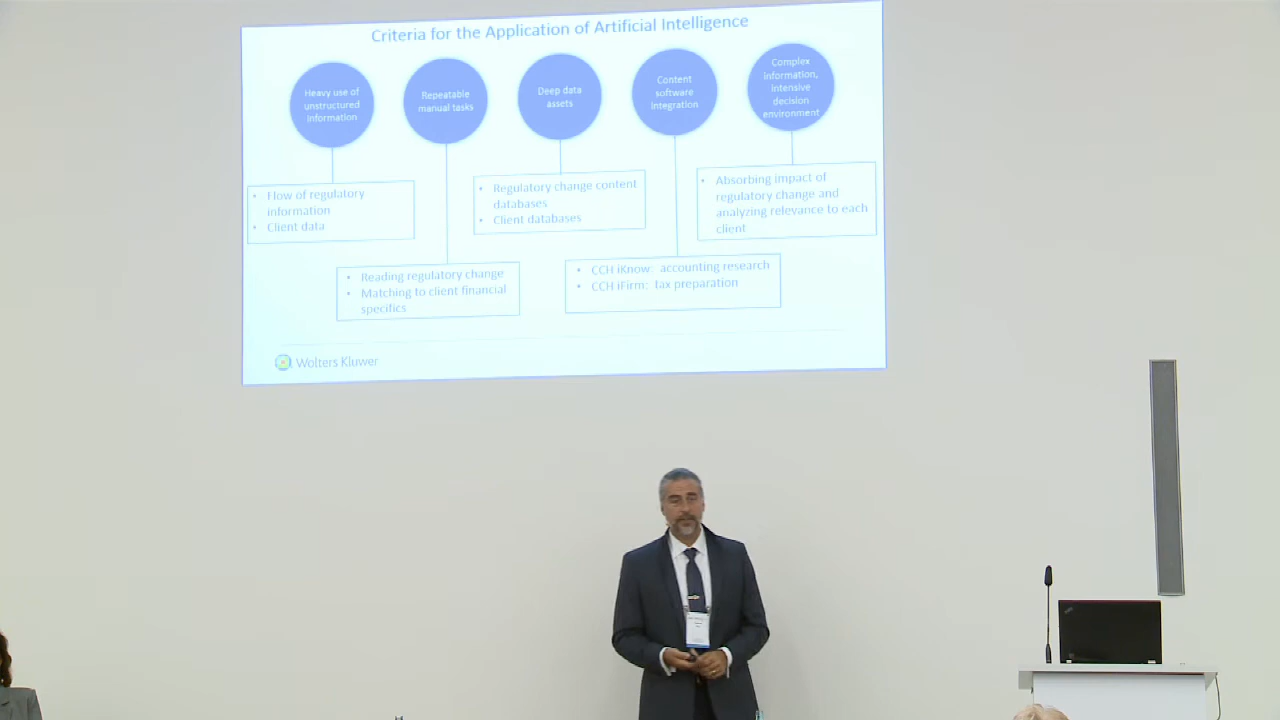 Criteria for the Application of Artificial Intelligence
Heavy use of
unstructured
information
Repeatable
manual tasks
Deep data
assets
Content
software
integration
Complex
information,
intensive
decision
environment
• Flow of regulatory
information
• Client data
• Regulatory change content
databases
• Client databases
• Absorbing impact of
regulatory change and
analyzing relevance to each
client
• Reading regulatory change
• Matching to client financial
specifics
• CCH iKnow: accounting research
• CCH iFirm: tax preparation
Wolters Kluwer